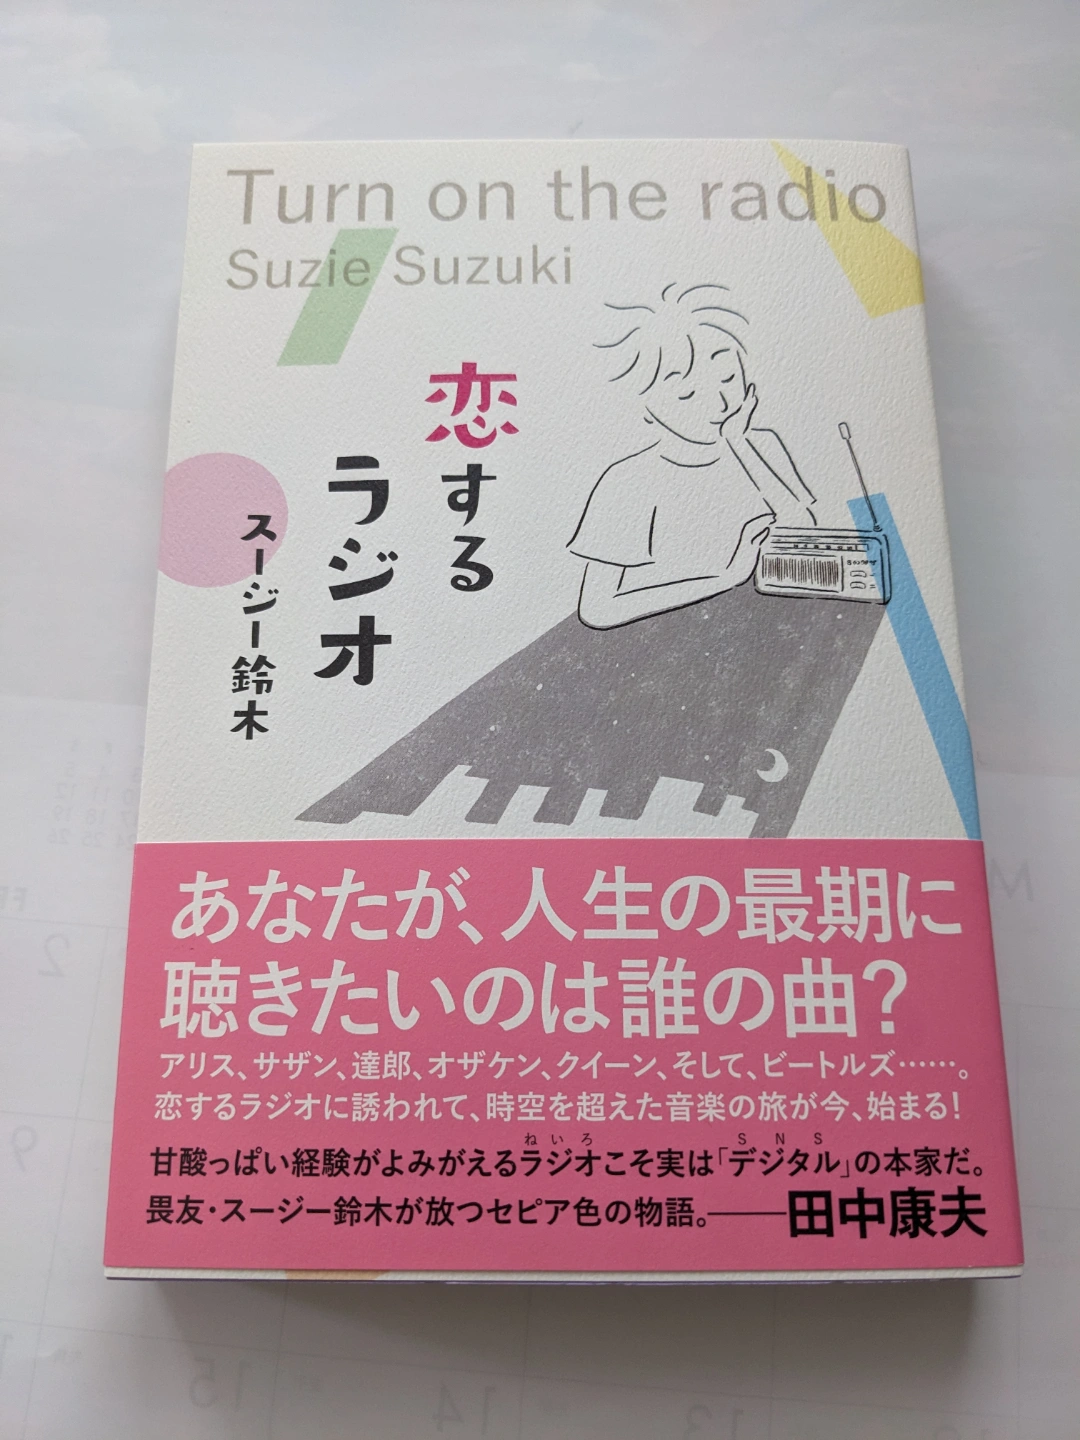 Turn on the radio
Suzie Suzuki
恋する
ラジオ
スージー鈴木
あなたが、人生の最期に
聴きたいのは誰の曲?
アリス、サザン、達郎、オザケン、クイーン、そして、ビートルズ……。
恋するラジオに誘われて、時空を超えた音楽の旅が今、始まる!
ねいろ SNS
甘酸っぱい経験がよみがえるラジオこそ実は「デジタル」の本家だ。
畏友・スージー鈴木が放つセピア色の物語。——田中康夫